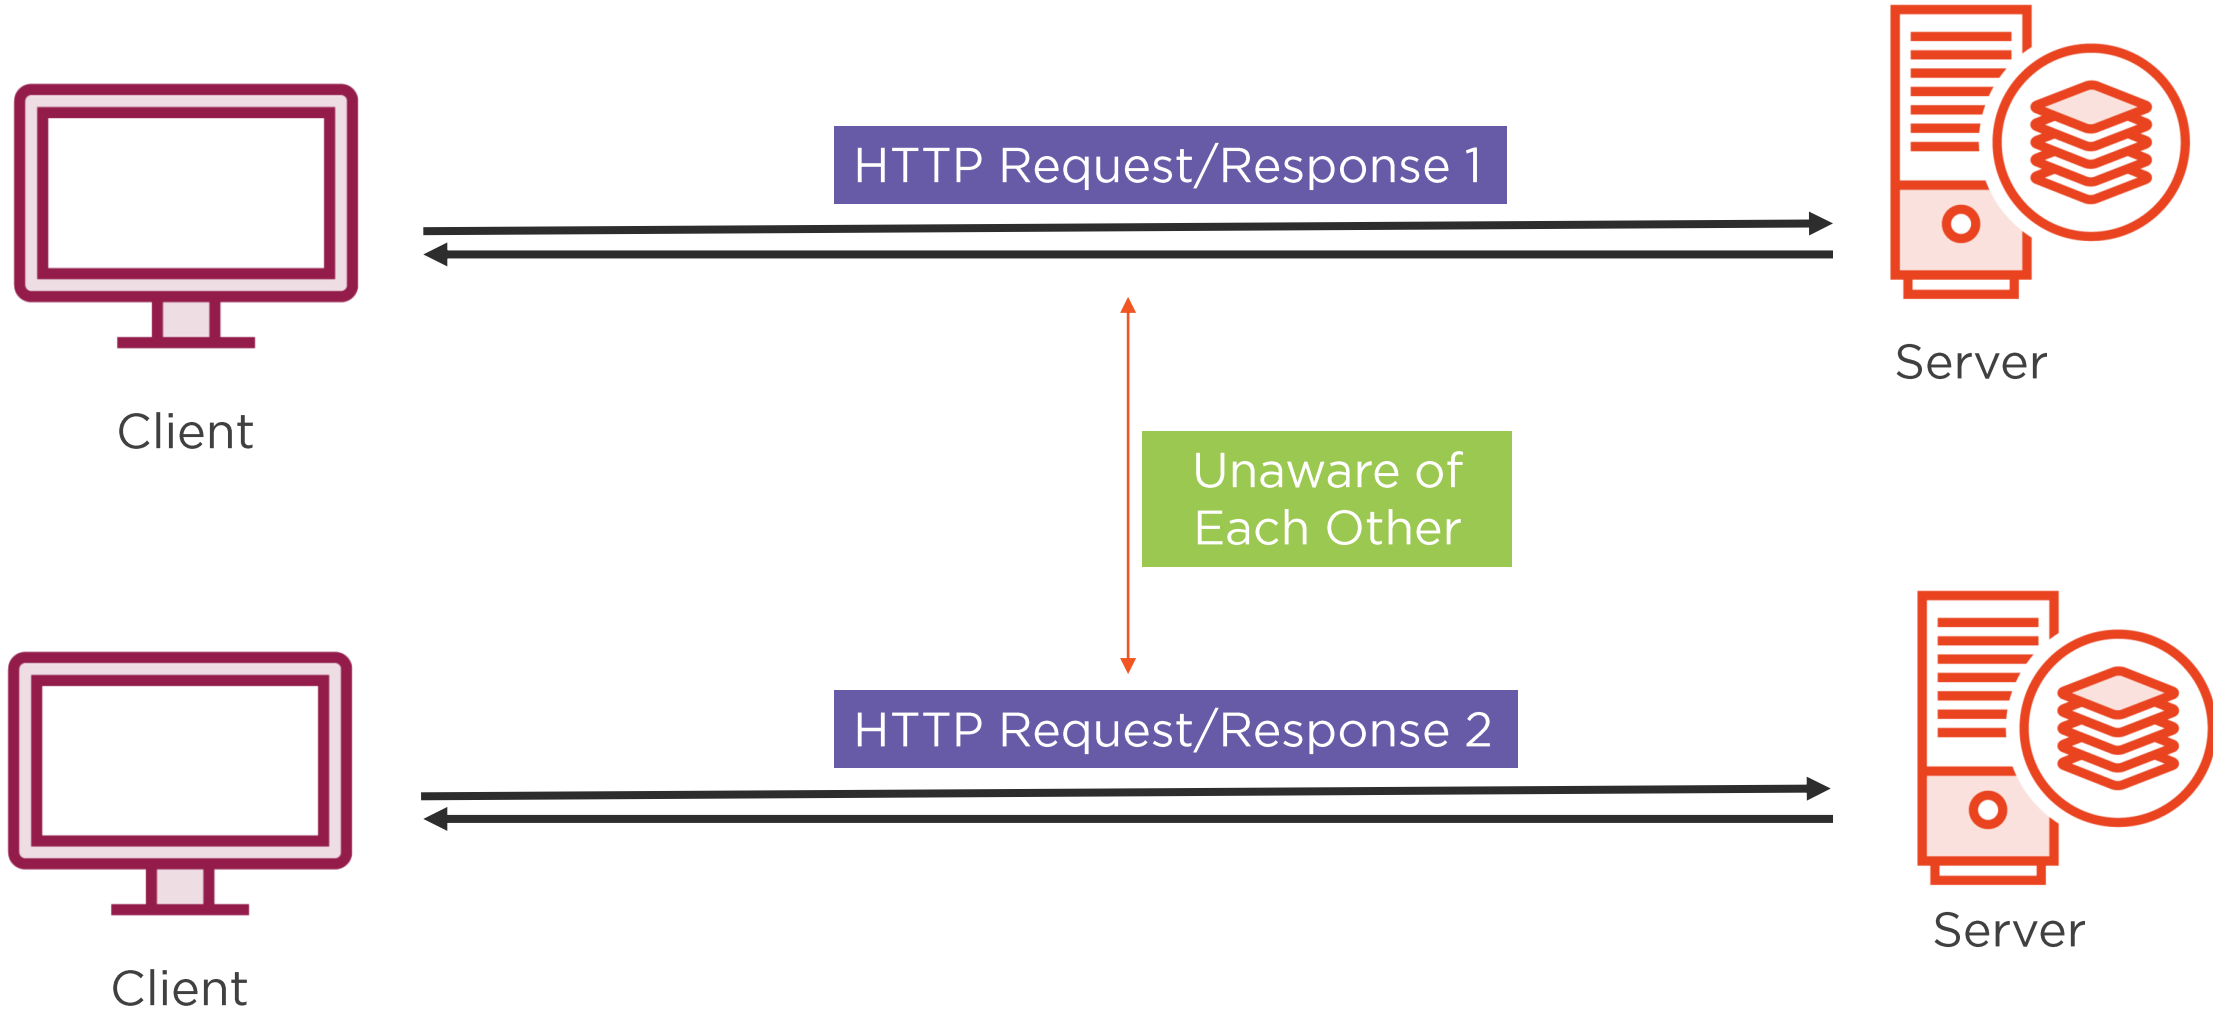 HTTP Request/Response 1
Server
Client
Unaware of
Each Other
HTTP Request/Response 2
Server
Client